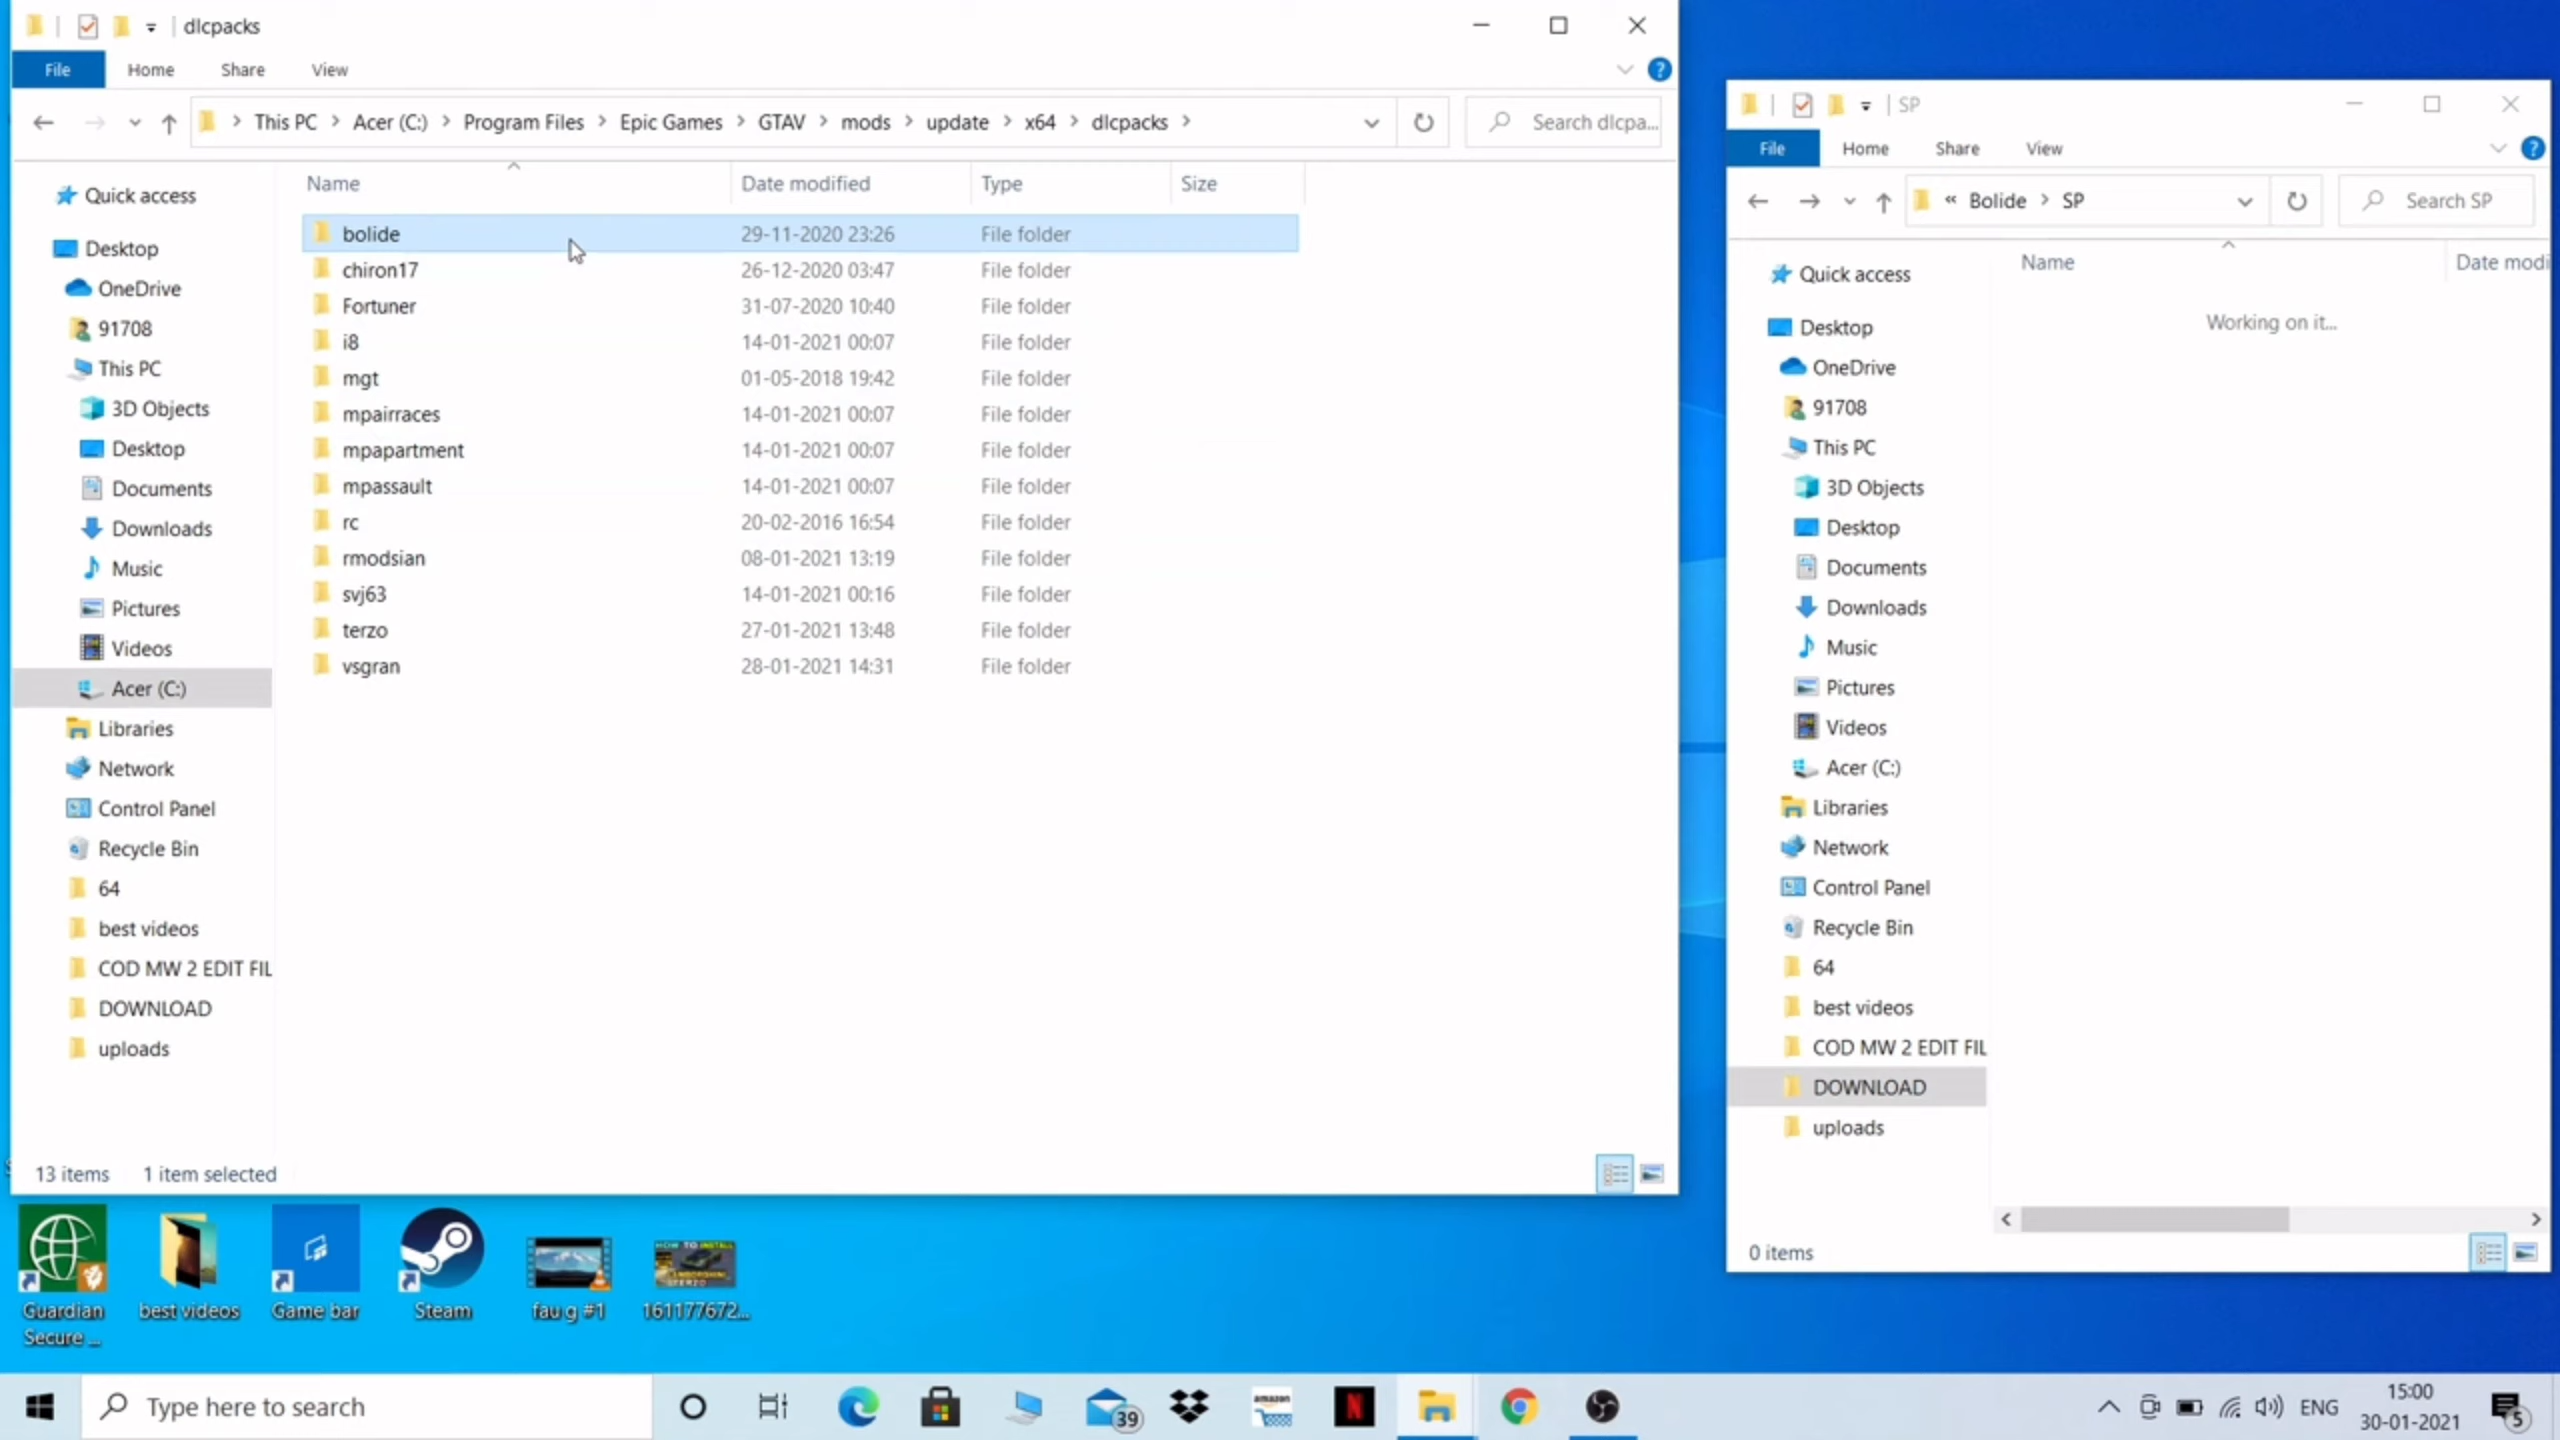 dlcpacks
File Home Share View
This PC Acer (C:) Program Files Epic Games GTAV mods update x64 dlcpacks
Search dlcpa...
Name Date modified Type Size
bolide 29-11-2020 23:26 File folder
chiron17 26-12-2020 03:47 File folder
Fortuner 31-07-2020 10:40 File folder
i8 14-01-2021 00:07 File folder
mgt 01-05-2018 19:42 File folder
mpairraces 14-01-2021 00:07 File folder
mpapartment 14-01-2021 00:07 File folder
mpassault 14-01-2021 00:07 File folder
rc 20-02-2016 16:54 File folder
rmodsian 08-01-2021 13:19 File folder
svj63 14-01-2021 00:16 File folder
terzo 27-01-2021 13:48 File folder
vsgran 28-01-2021 14:31 File folder
Quick access
Desktop
OneDrive
91708
This PC
3D Objects
Desktop
Documents
Downloads
Music
Pictures
Videos
Acer (C:)
Libraries
Network
Control Panel
Recycle Bin
64
best videos
COD MW 2 EDIT FIL
DOWNLOAD
uploads
13 items 1 item selected
SP
File Home Share View
« Bolide SP
Search SP
Name Date modi
Working on it...
Quick access
Desktop
OneDrive
91708
This PC
3D Objects
Desktop
Documents
Downloads
Music
Pictures
Videos
Acer (C:)
Libraries
Network
Control Panel
Recycle Bin
64
best videos
COD MW 2 EDIT FIL
DOWNLOAD
uploads
0 items
HOW TO INSTALL
Guardian Secure ...
best videos
Game bar
Steam
fau g #1
161177672...
Type here to search
39
amazon
N
ENG
15:00
30-01-2021
5